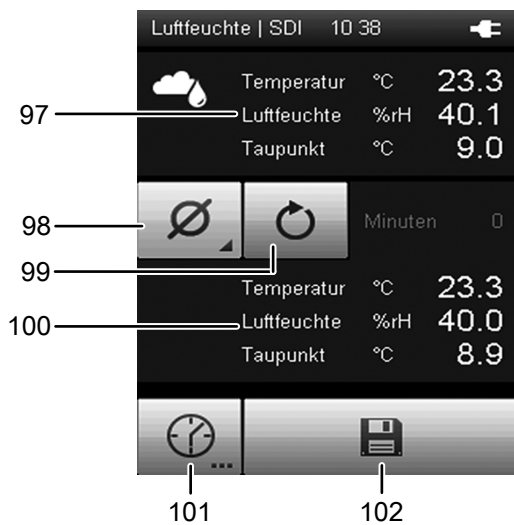 Luftfeuchte | SDI 10 38
Temperatur °C 23.3
97 Luftfeuchte %rH 40.1
Taupunkt °C 9.0
98 Minuten 0
99
Temperatur °C 23.3
100 Luftfeuchte %rH 40.0
Taupunkt °C 8.9
101 102